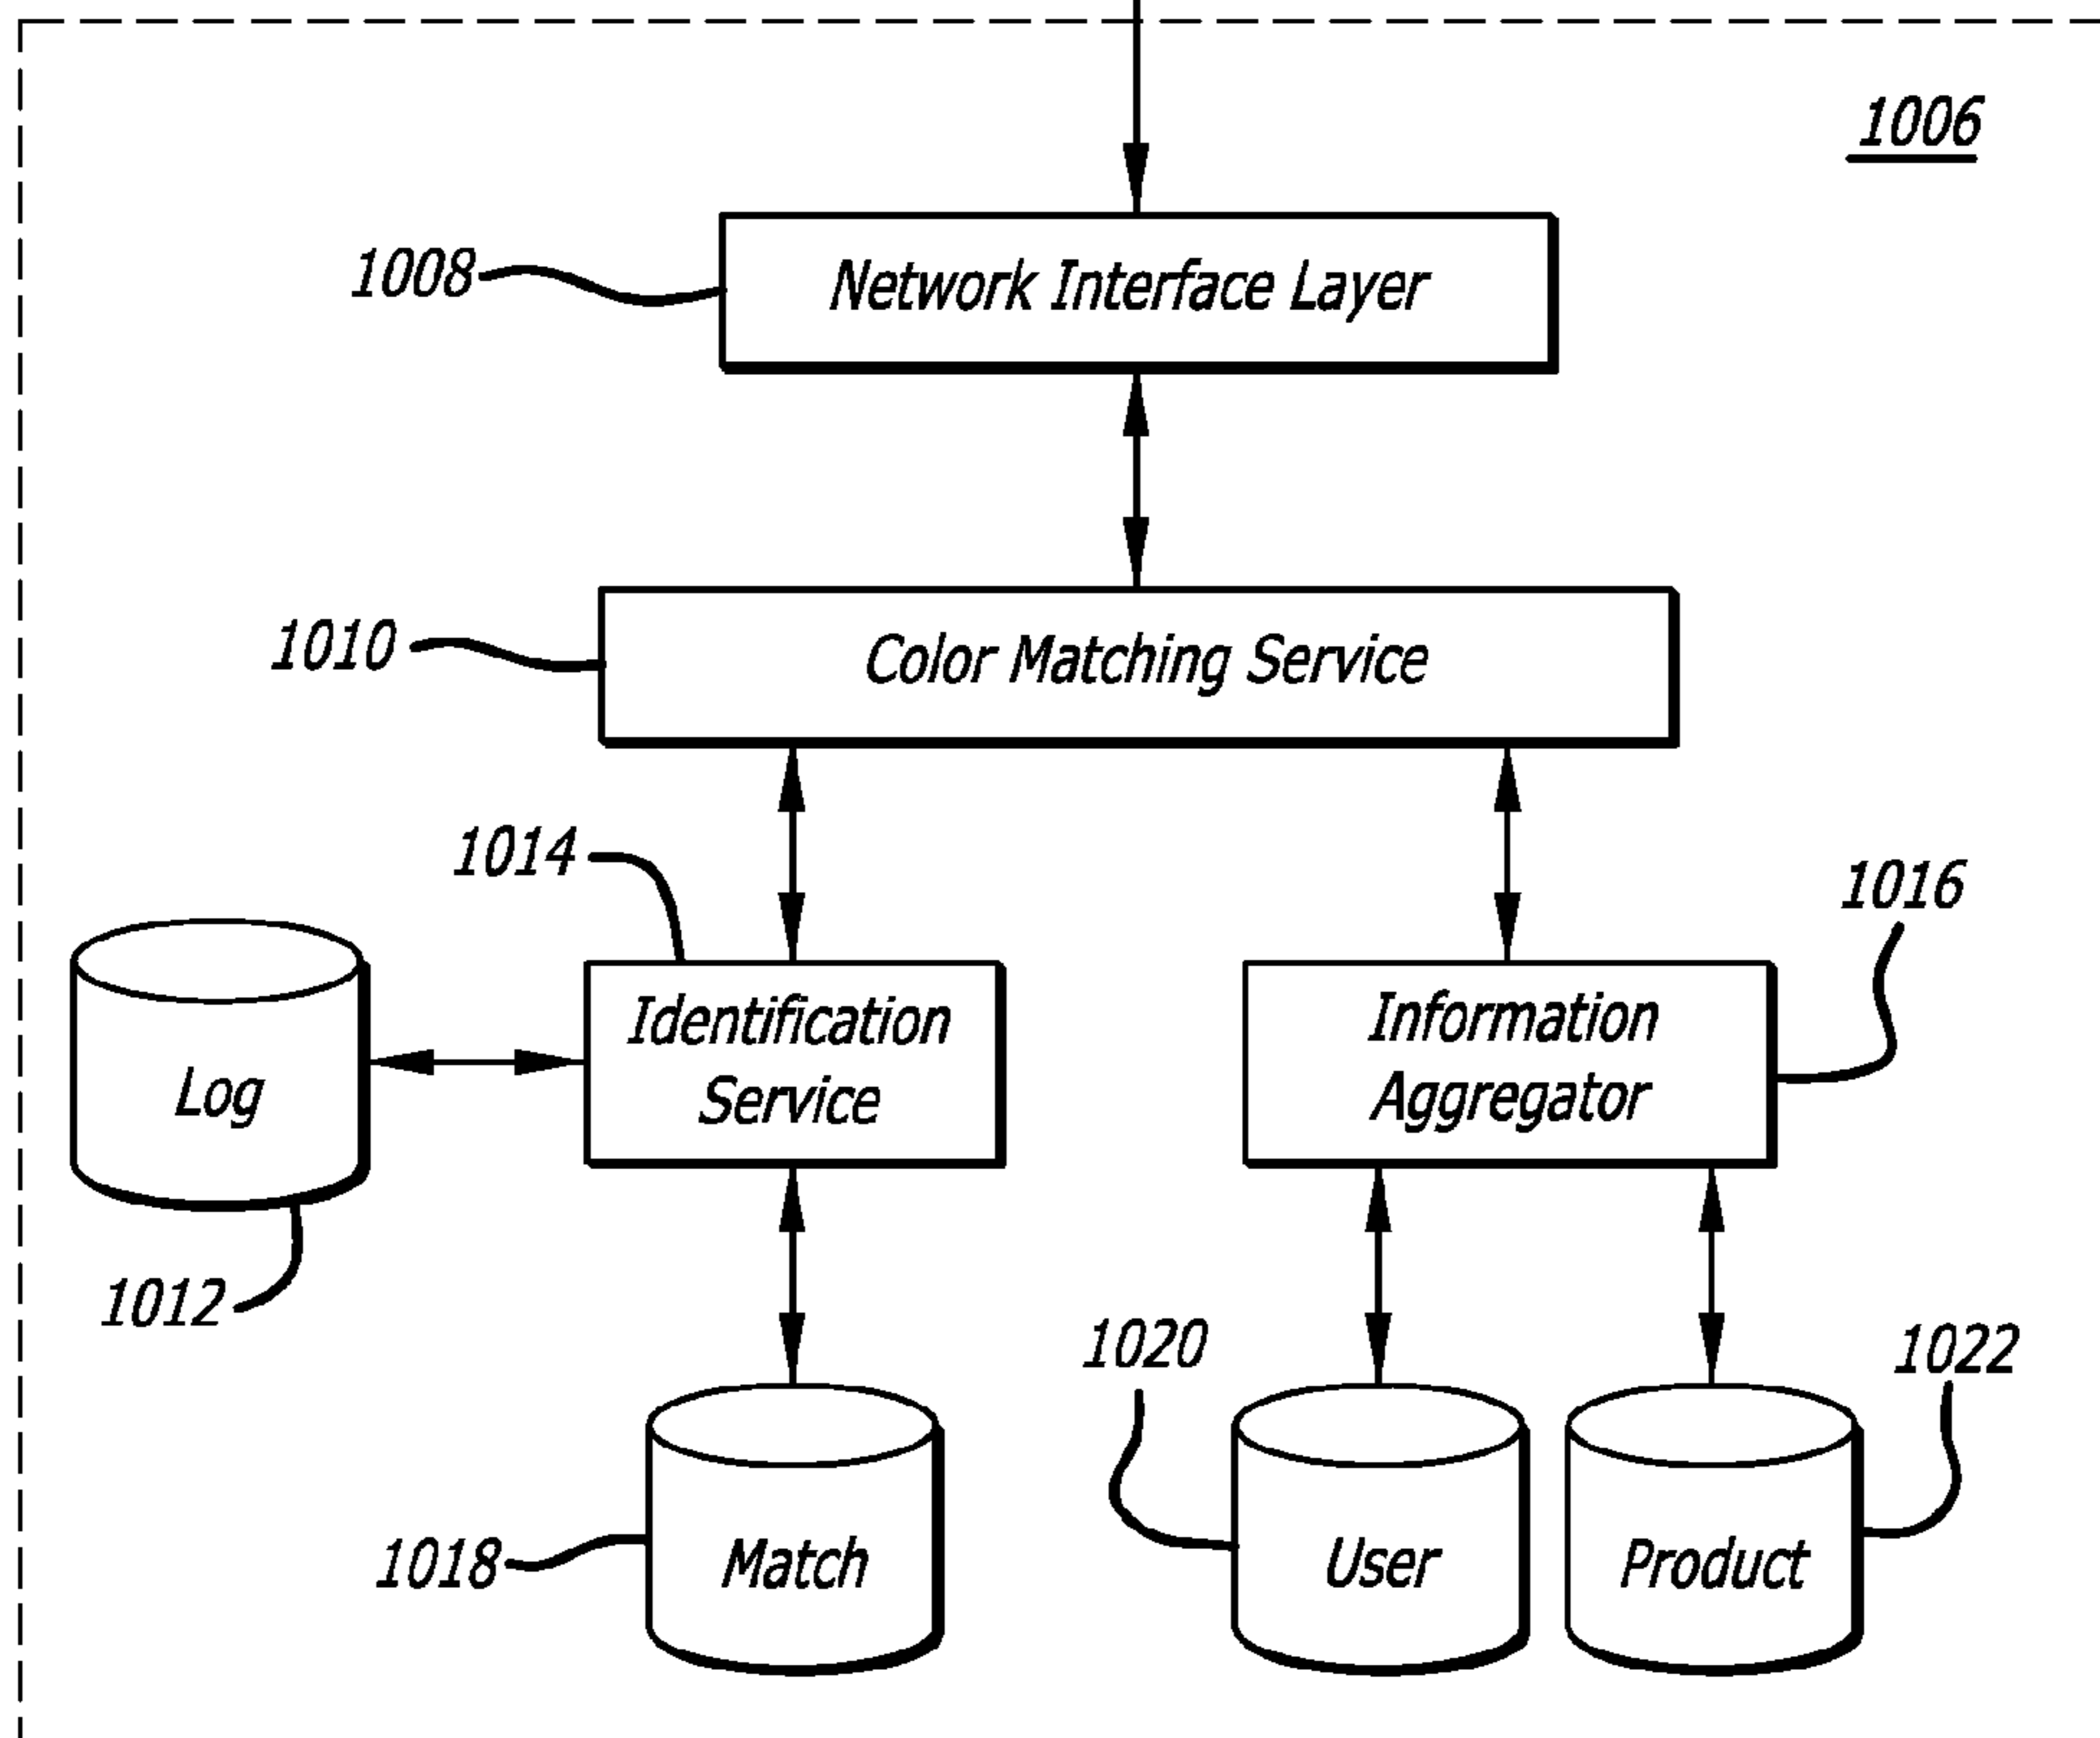 1006
1008
Network Interface Layer
1010
Color Matching Service
1014
1016
Identification
Service
Information
Aggregator
Log
1012
1020
1022
1018
Match
User
Product